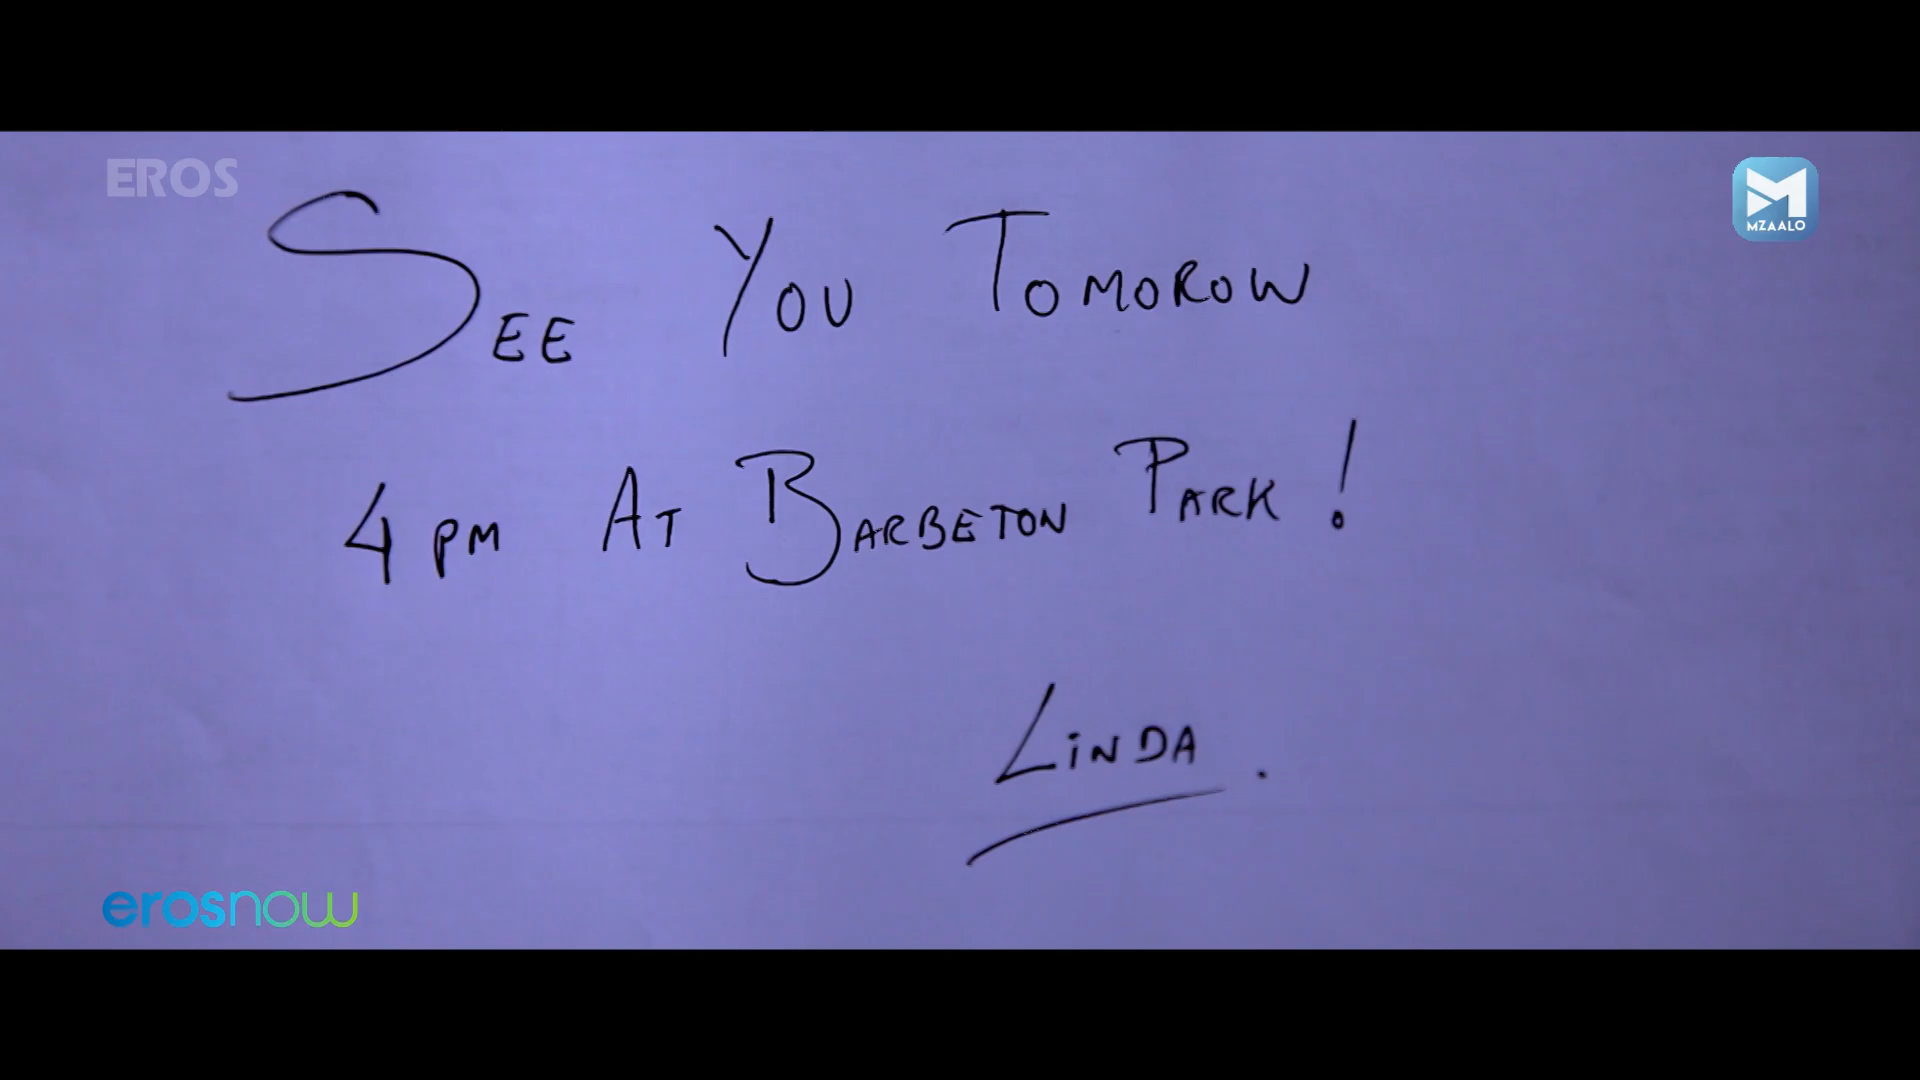 EROS
MZAALO
SEE YOU TOMOROW
4 PM AT BARBETON PARK!
LINDA.
erosnow